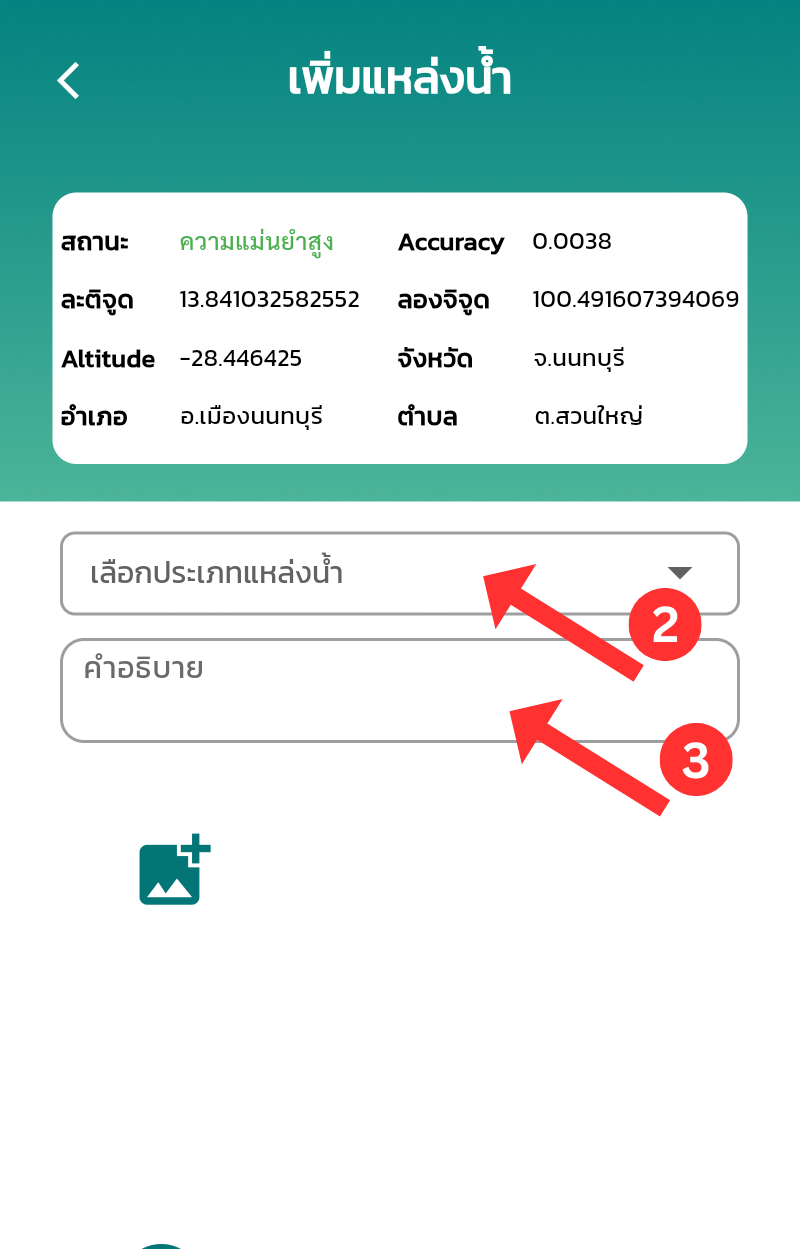 เพิ่มแหล่งน้ำ
สถานะ ความแม่นยำสูง Accuracy 0.0038
ละติจูด 13.841032582552 ลองจิจูด 100.491607394069
Altitude -28.446425 จังหวัด จ.นนทบุรี
อำเภอ อ.เมืองนนทบุรี ตำบล ต.สวนใหญ่
เลือกประเภทแหล่งน้ำ
2
คำอธิบาย
3